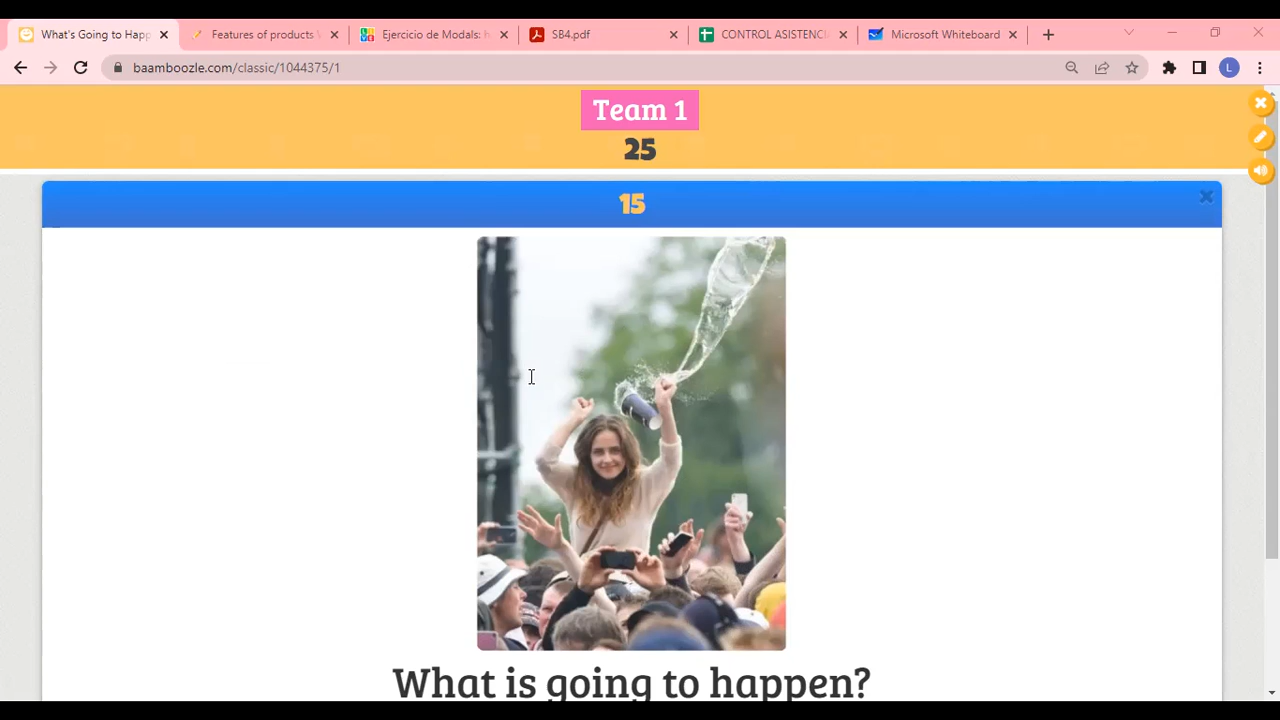 What's Going to Happ
Features of products
Ejercicio de Modals: h
SB4.pdf
CONTROL ASISTENCI
Microsoft Whiteboard
baamboozle.com/classic/1044375/1
L
Team 1
25
15
What is going to happen?